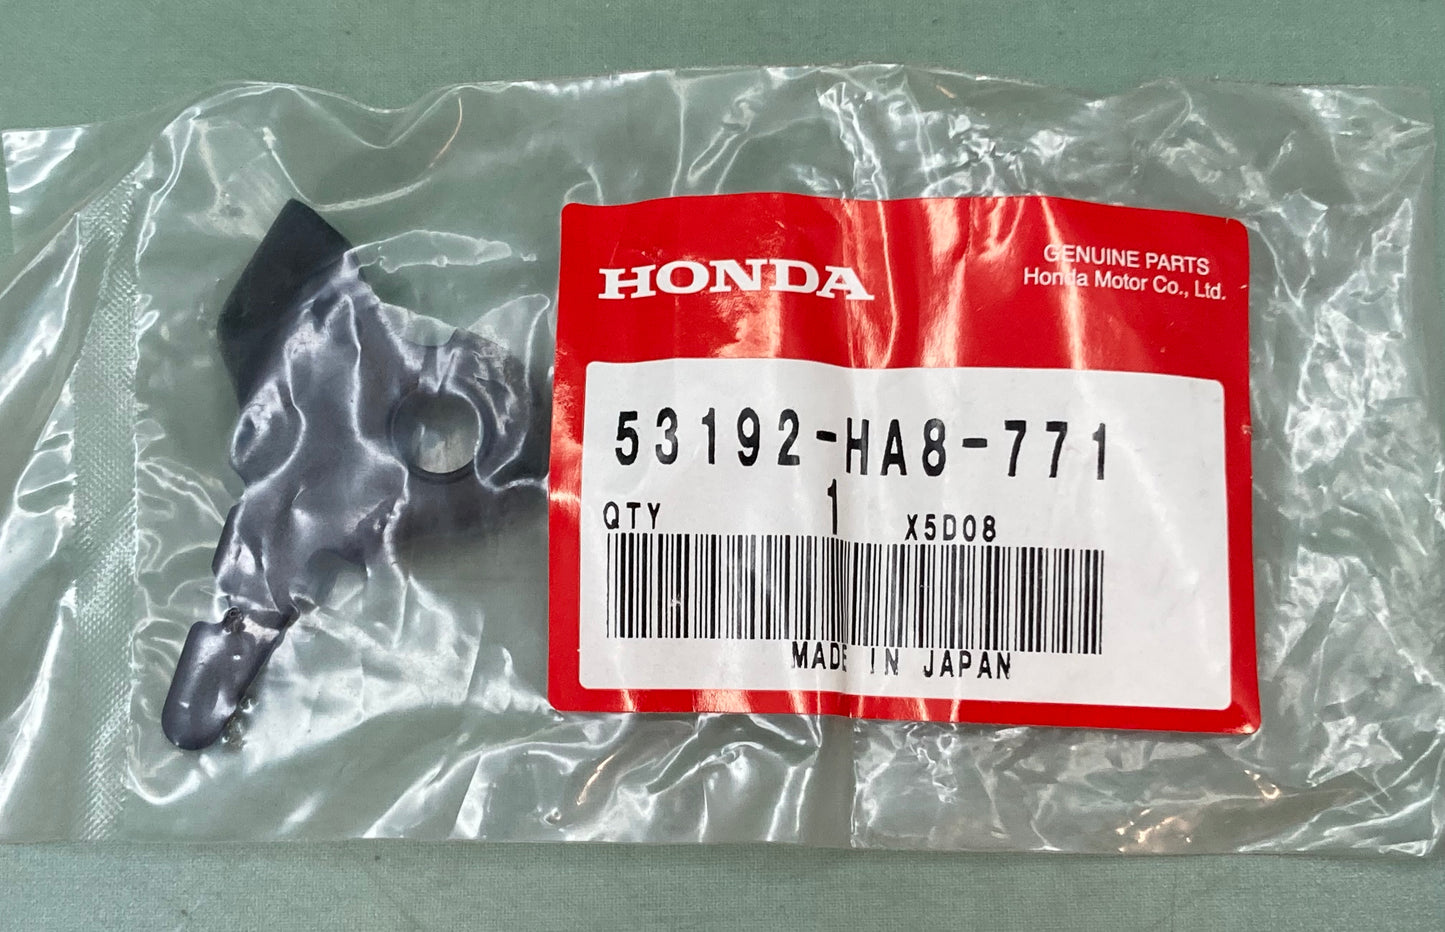 HONDA
GENUINE PARTS
Honda Motor Co., Ltd.
53192-HA8-771
QTY 1 X5D08
MADE IN JAPAN